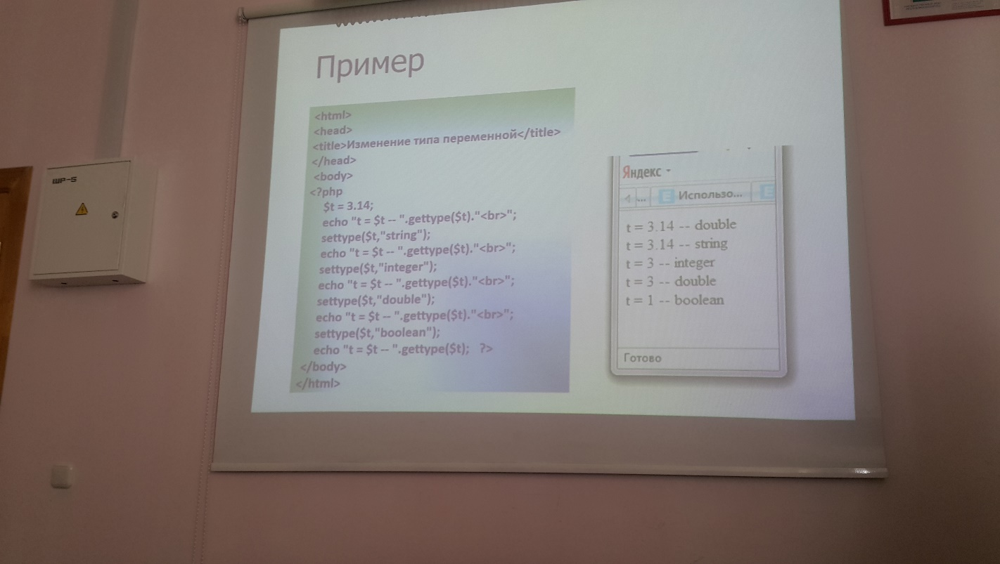 Пример
<html>
<head>
<title>Изменение типа переменной</title>
</head>
<body>
<?php
$t = 3.14;
echo "t = $t -- ".gettype($t)."<br>";
settype($t,"string");
echo "t = $t -- ".gettype($t)."<br>";
settype($t,"integer");
echo "t = $t -- ".gettype($t)."<br>";
settype($t,"double");
echo "t = $t -- ".gettype($t)."<br>";
settype($t,"boolean");
echo "t = $t -- ".gettype($t); ?>
</body>
</html>
Яндекс
... Использо...
t = 3.14 -- double
t = 3.14 -- string
t = 3 -- integer
t = 3 -- double
t = 1 -- boolean
Готово
ШР-5